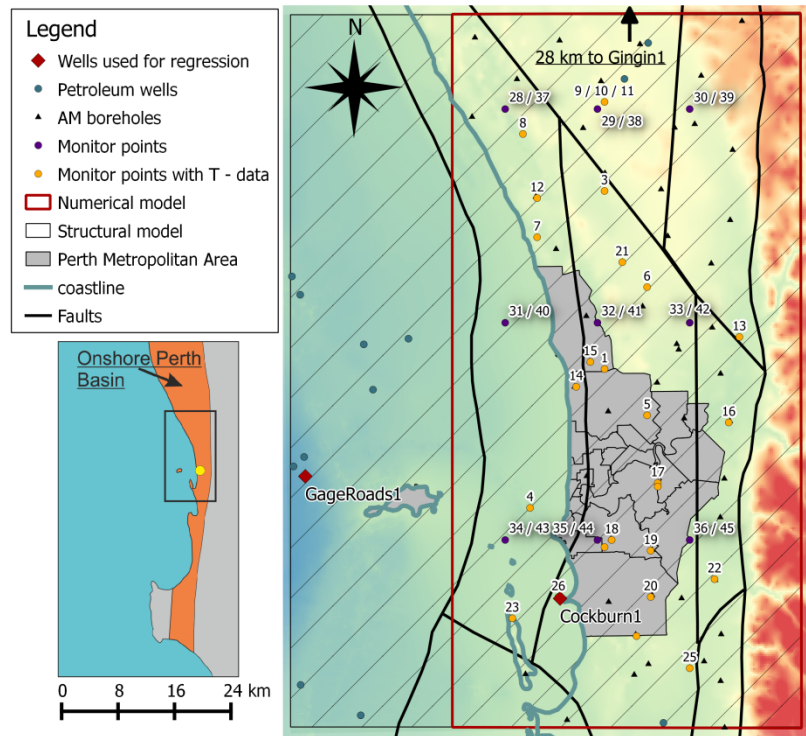 Legend
Wells used for regression
Petroleum wells
AM boreholes
Monitor points
Monitor points with T - data
Numerical model
Structural model
Perth Metropolitan Area
coastline
Faults
Onshore Perth
Basin
0 8 16 24 km
N
28 km to Gingin1
9 / 10 / 11
28 / 37
30 / 39
29 / 38
8
12
3
7
21
6
31 / 40
32 / 41
33 / 42
13
15
1
14
5
16
17
GageRoads1
4
34 / 43
35 / 44
18
36 / 45
19
22
26
20
Cockburn1
23
25